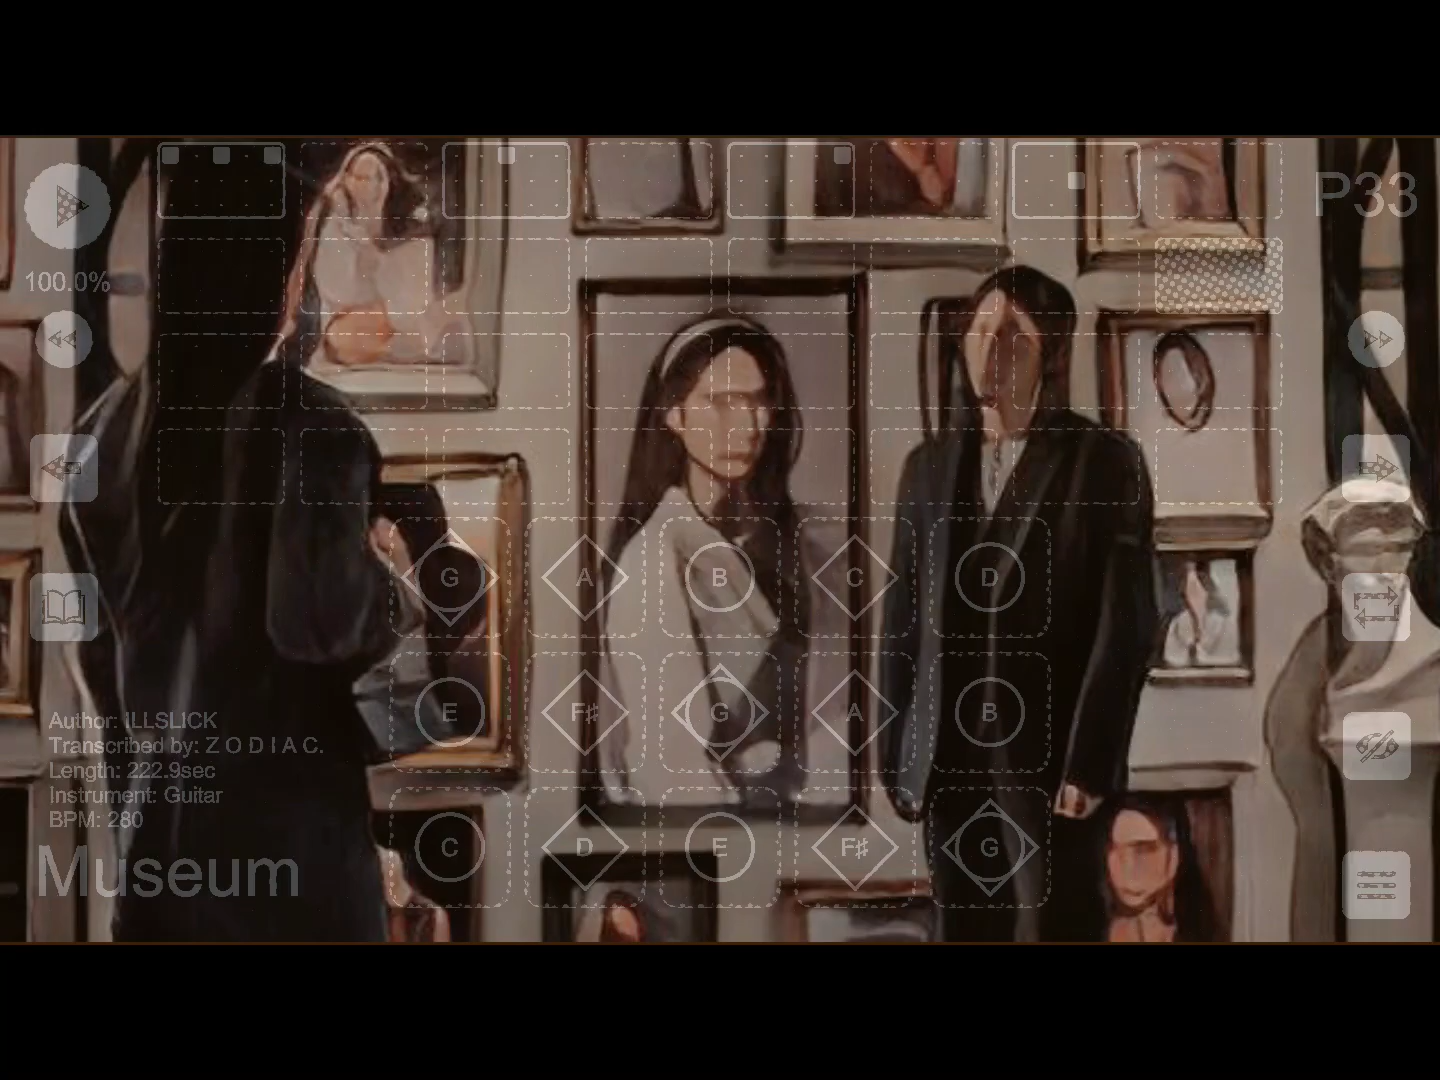 P33
100.0%
G A B C D
E F♯ G A B
C D E F♯ G
Author: ILLSLICK
Transcribed by: Z O D I A C.
Length: 222.9sec
Instrument: Guitar
BPM: 280
Museum